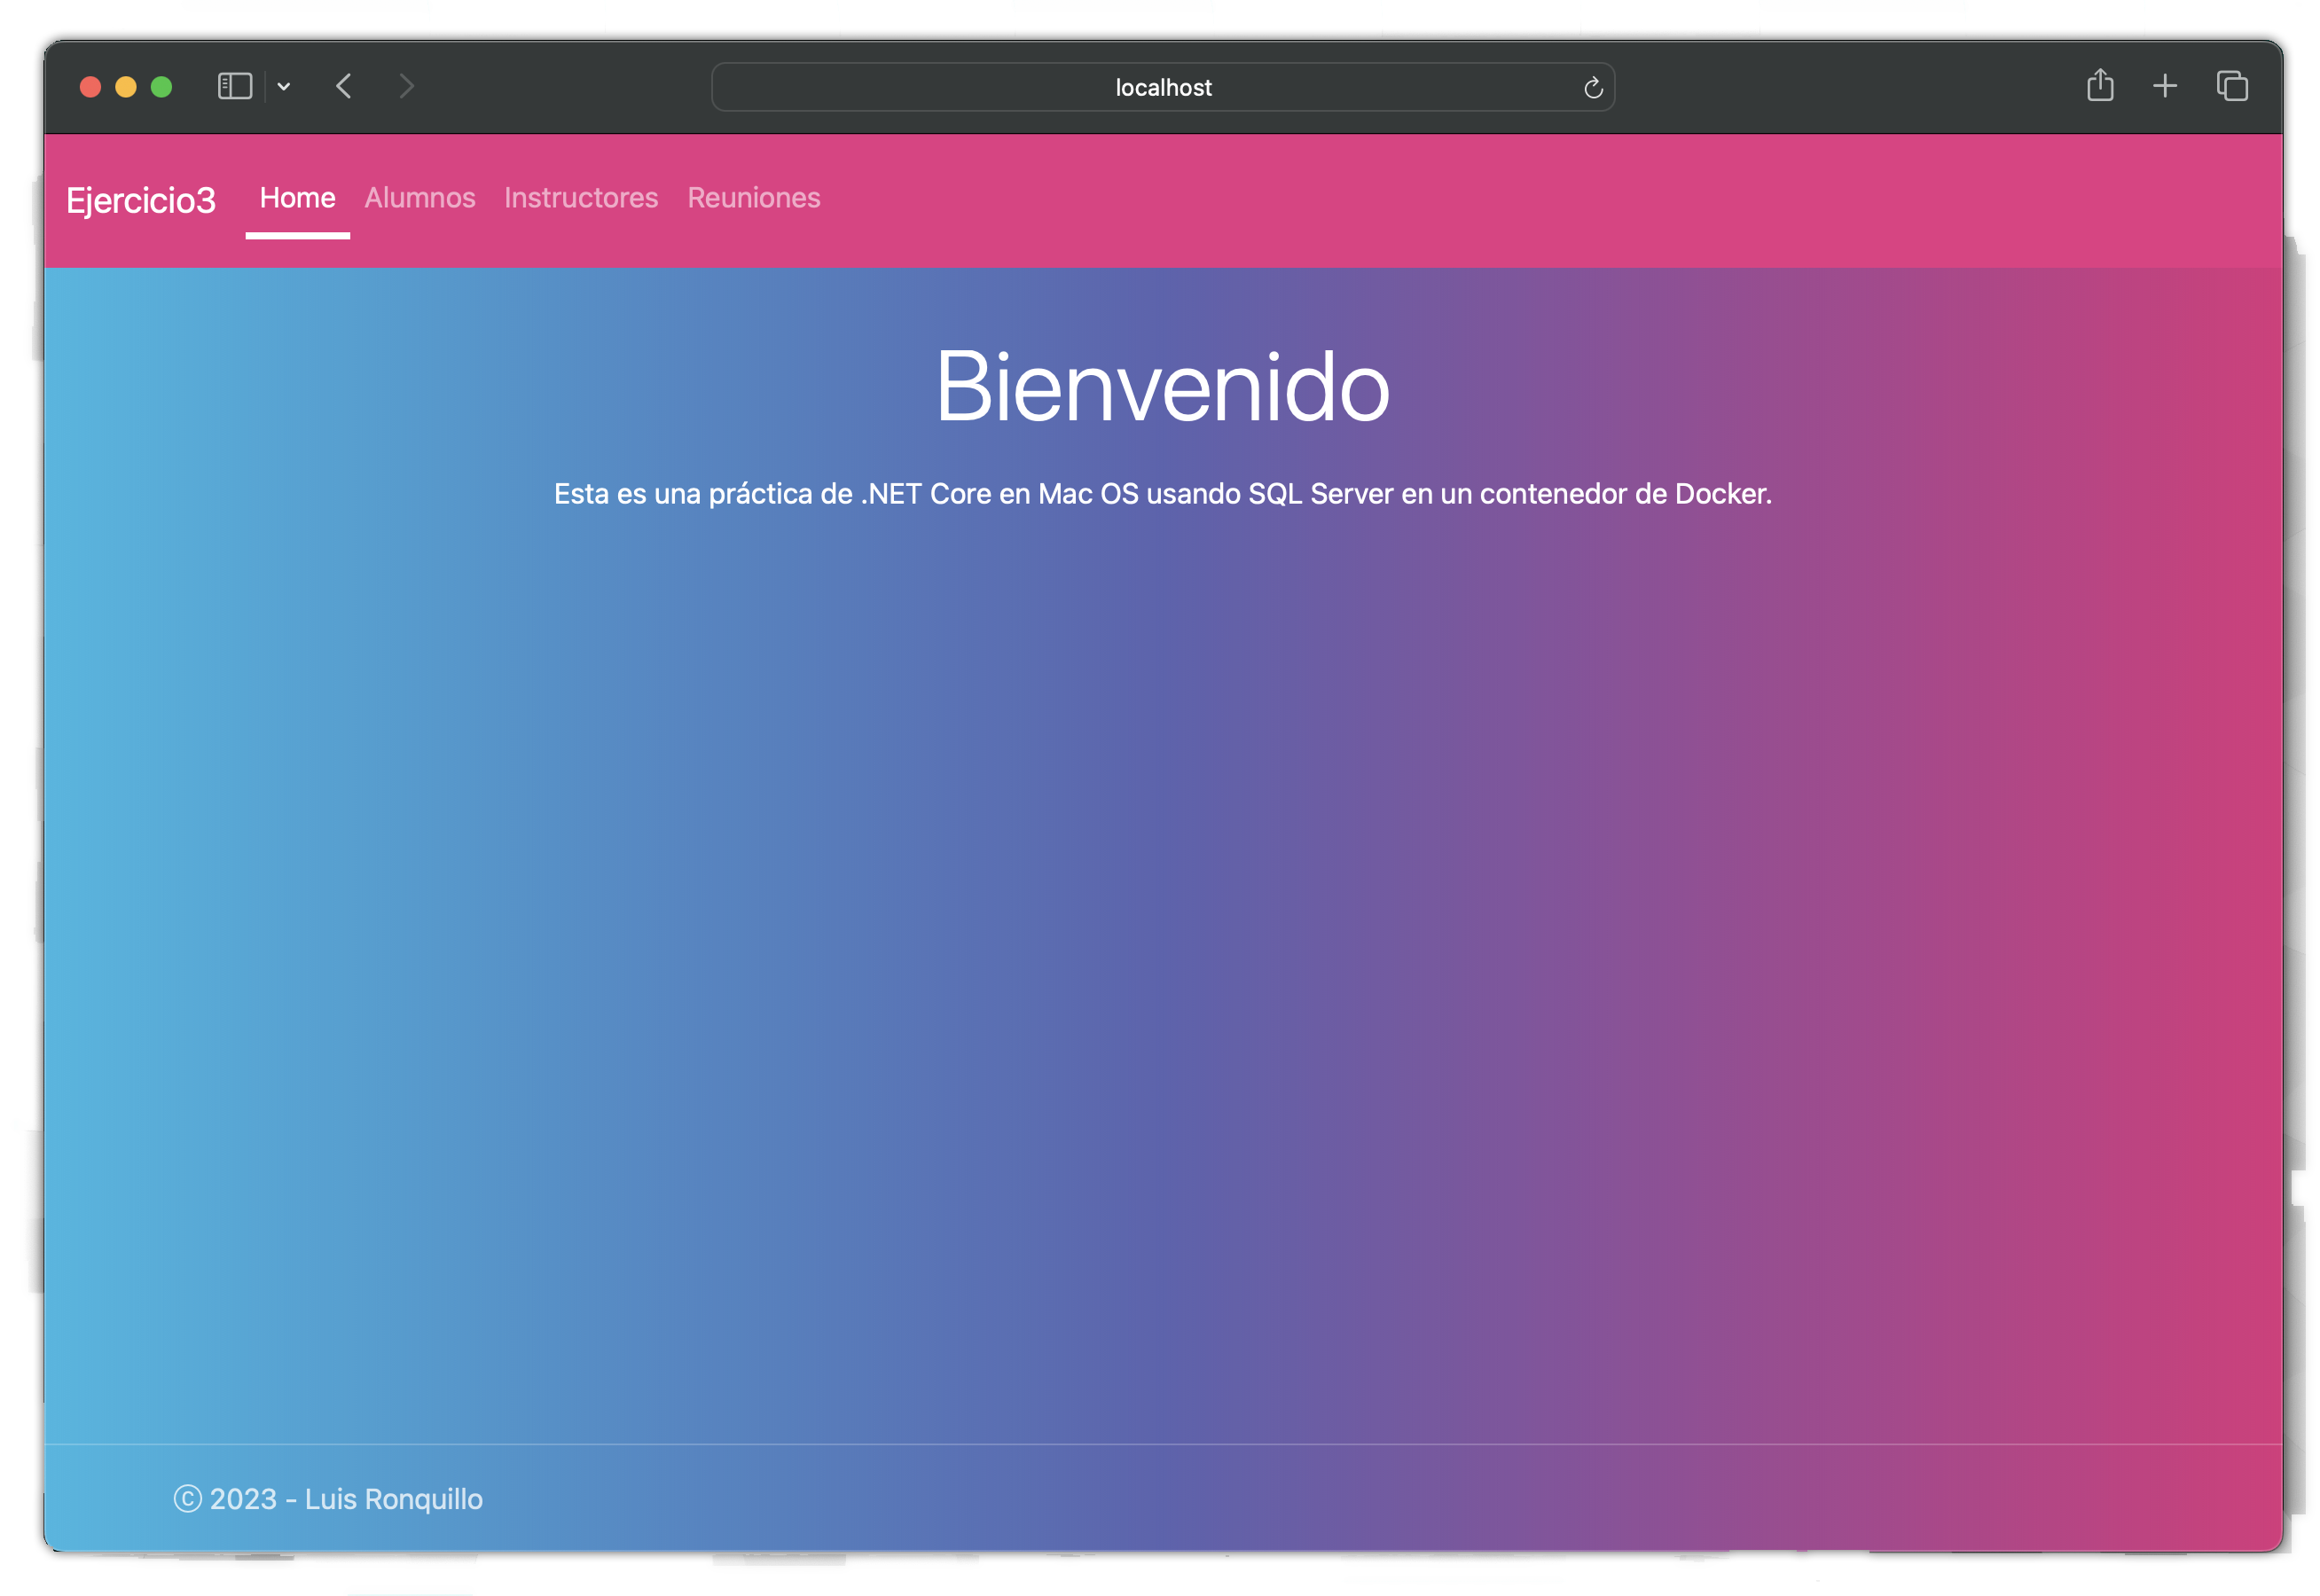 localhost
Ejercicio3 Home Alumnos Instructores Reuniones
Bienvenido
Esta es una práctica de .NET Core en Mac OS usando SQL Server en un contenedor de Docker.
© 2023 - Luis Ronquillo